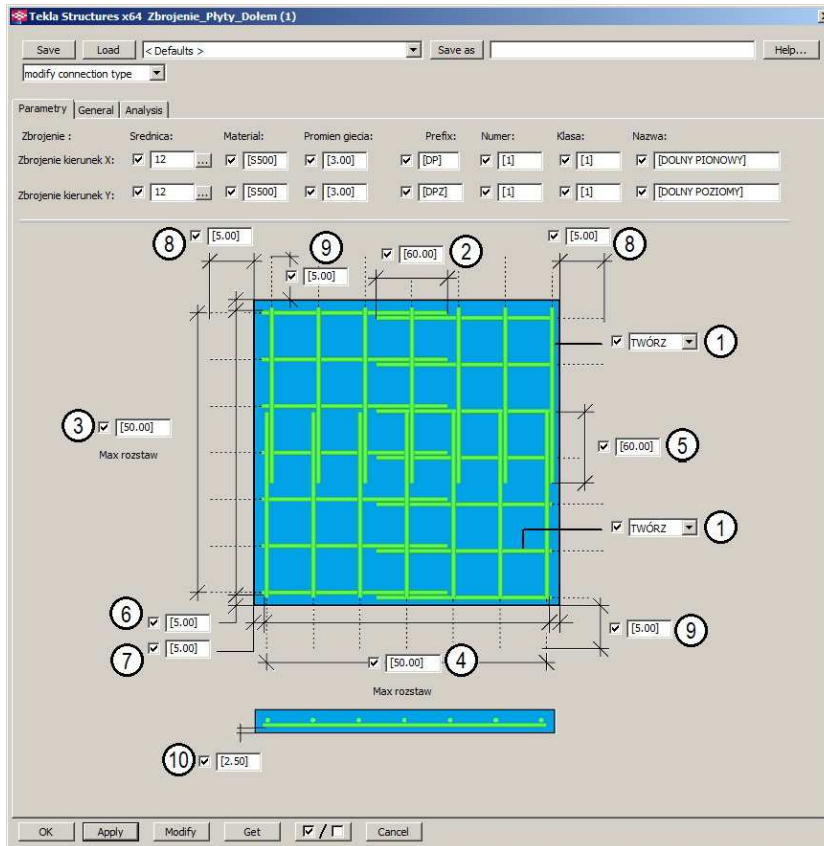 Tekla Structures x64 Zbrojenie_Plyty_Dolem (1)
Save Load < Defaults > Save as Help...
modify connection type
Parametry General Analysis
Zbrojenie : Srednica: Material: Promien giecia: Prefix: Numer: Klasa: Nazwa:
Zbrojenie kierunek X: 12 ... [S500] [3.00] [DP] [1] [1] [DOLNY PIONOWY]
Zbrojenie kierunek Y: 12 ... [S500] [3.00] [DPZ] [1] [1] [DOLNY POZIOMY]
8 [5.00] 9 [60.00] 2 [5.00] 8
[5.00]
TWÓRZ 1
3 [50.00]
Max rozstaw
[60.00] 5
TWÓRZ 1
6 [5.00]
[5.00] 9
7 [5.00]
[50.00] 4
Max rozstaw
10 [2.50]
OK Apply Modify Get / Cancel